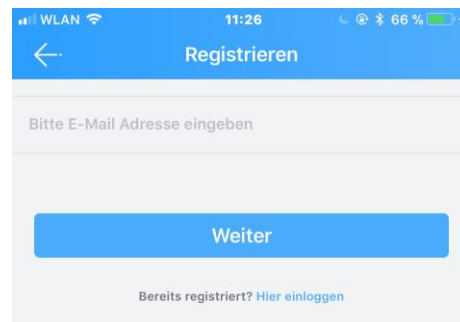 WLAN 11:26 66 %
Registrieren
Bitte E-Mail Adresse eingeben
Weiter
Bereits registriert? Hier einloggen